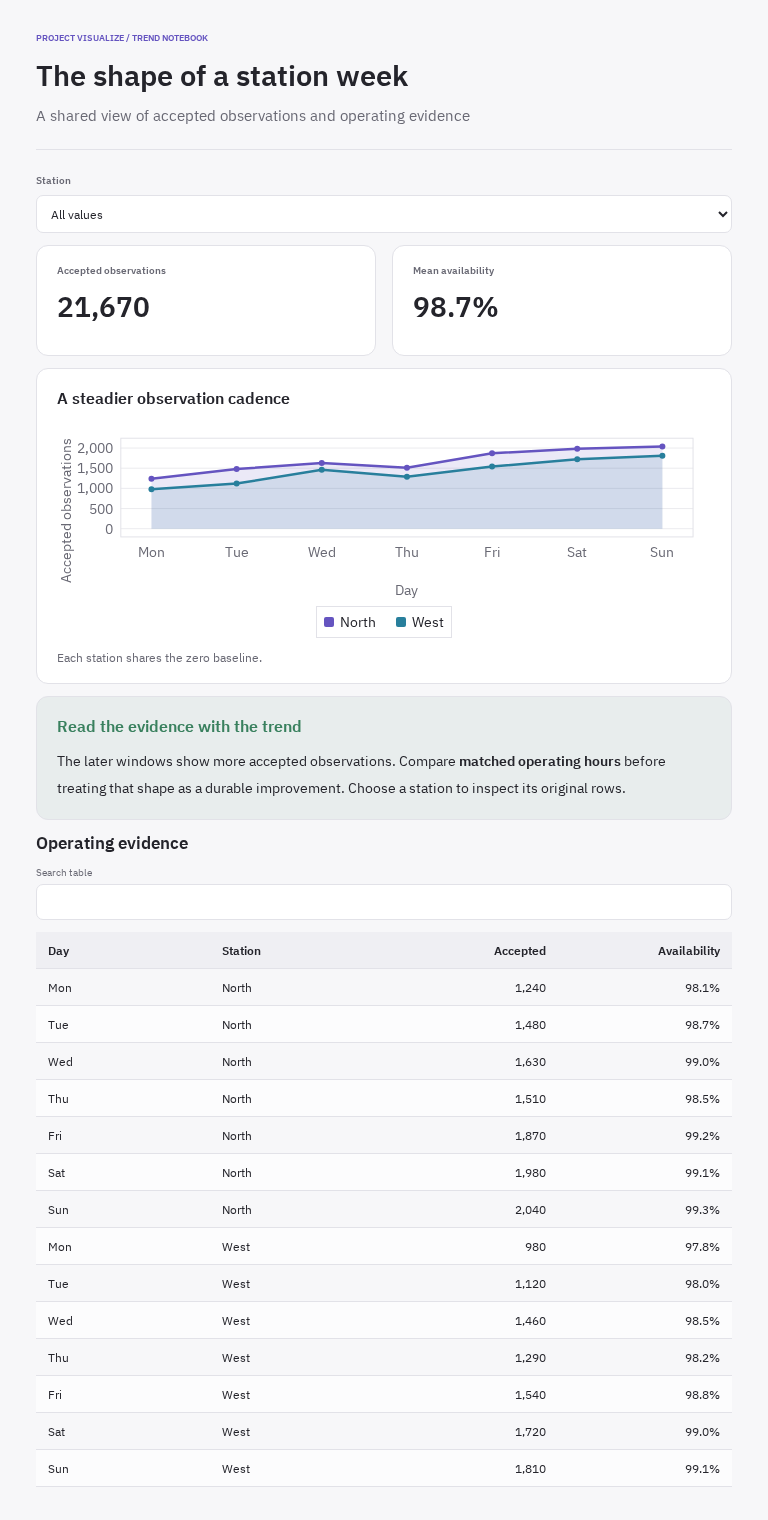 PROJECT VISUALIZE / TREND NOTEBOOK
The shape of a station week
A shared view of accepted observations and operating evidence
Station
All values
Accepted observations
21,670
Mean availability
98.7%
A steadier observation cadence
Accepted observations
2,000
1,500
1,000
500
0
Mon Tue Wed Thu Fri Sat Sun
Day
North West
Each station shares the zero baseline.
Read the evidence with the trend
The later windows show more accepted observations. Compare matched operating hours before
treating that shape as a durable improvement. Choose a station to inspect its original rows.
Operating evidence
Search table
Day Station Accepted Availability
Mon North 1,240 98.1%
Tue North 1,480 98.7%
Wed North 1,630 99.0%
Thu North 1,510 98.5%
Fri North 1,870 99.2%
Sat North 1,980 99.1%
Sun North 2,040 99.3%
Mon West 980 97.8%
Tue West 1,120 98.0%
Wed West 1,460 98.5%
Thu West 1,290 98.2%
Fri West 1,540 98.8%
Sat West 1,720 99.0%
Sun West 1,810 99.1%